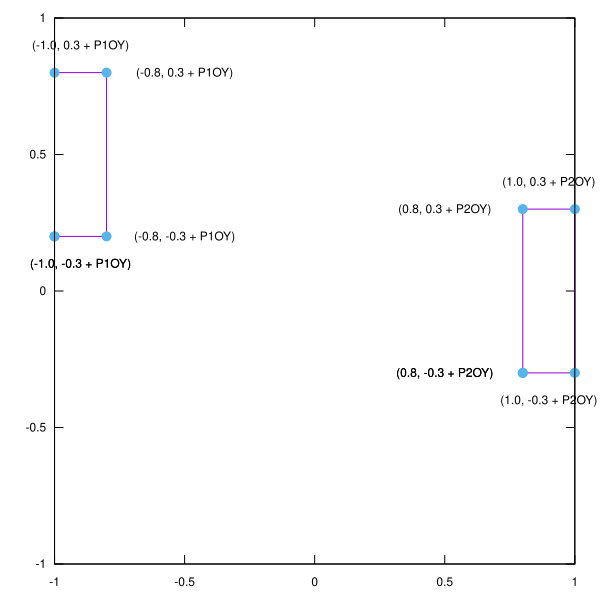 1
(-1.0, 0.3 + P1OY)
(-0.8, 0.3 + P1OY)
0.5
(1.0, 0.3 + P2OY)
(0.8, 0.3 + P2OY)
(-0.8, -0.3 + P1OY)
(-1.0, -0.3 + P1OY)
0
(0.8, -0.3 + P2OY)
(1.0, -0.3 + P2OY)
-0.5
-1
-1 -0.5 0 0.5 1